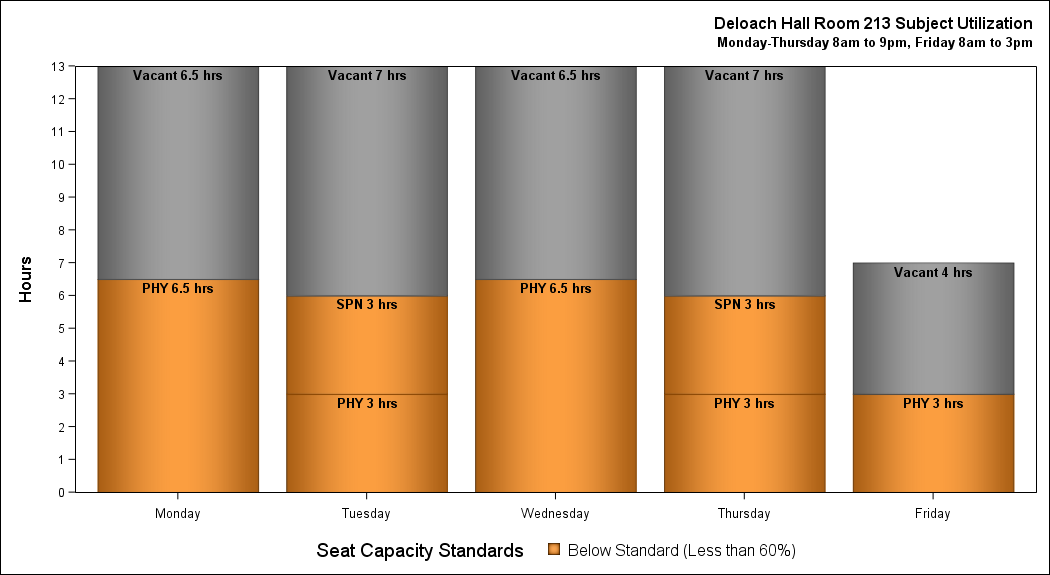 Deloach Hall Room 213 Subject Utilization
Monday-Thursday 8am to 9pm, Friday 8am to 3pm
Hours
13
12
11
10
9
8
7
6
5
4
3
2
1
0
Vacant 6.5 hrs
PHY 6.5 hrs
Vacant 7 hrs
SPN 3 hrs
PHY 3 hrs
Vacant 6.5 hrs
PHY 6.5 hrs
Vacant 7 hrs
SPN 3 hrs
PHY 3 hrs
Vacant 4 hrs
PHY 3 hrs
Monday Tuesday Wednesday Thursday Friday
Seat Capacity Standards Below Standard (Less than 60%)